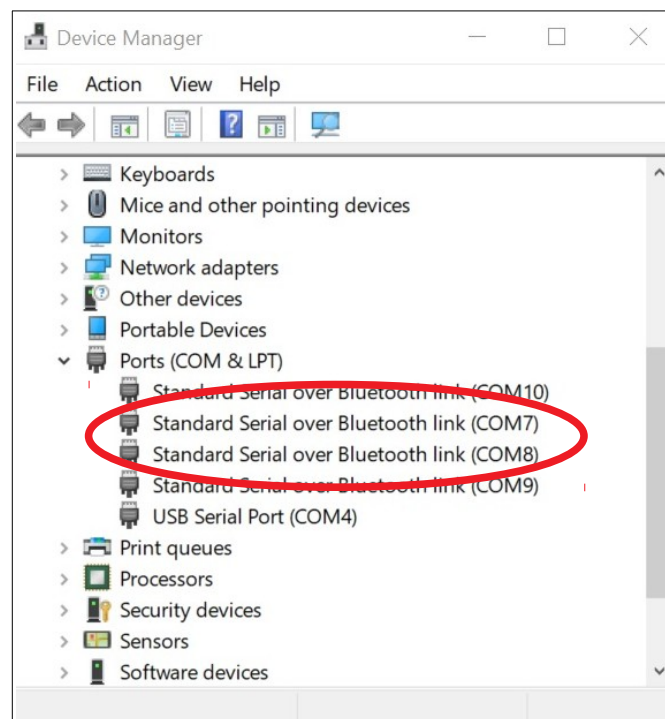 Device Manager
File Action View Help
Keyboards
Mice and other pointing devices
Monitors
Network adapters
Other devices
Portable Devices
Ports (COM & LPT)
Standard Serial over Bluetooth link (COM10)
Standard Serial over Bluetooth link (COM7)
Standard Serial over Bluetooth link (COM8)
Standard Serial over Bluetooth link (COM9)
USB Serial Port (COM4)
Print queues
Processors
Security devices
Sensors
Software devices